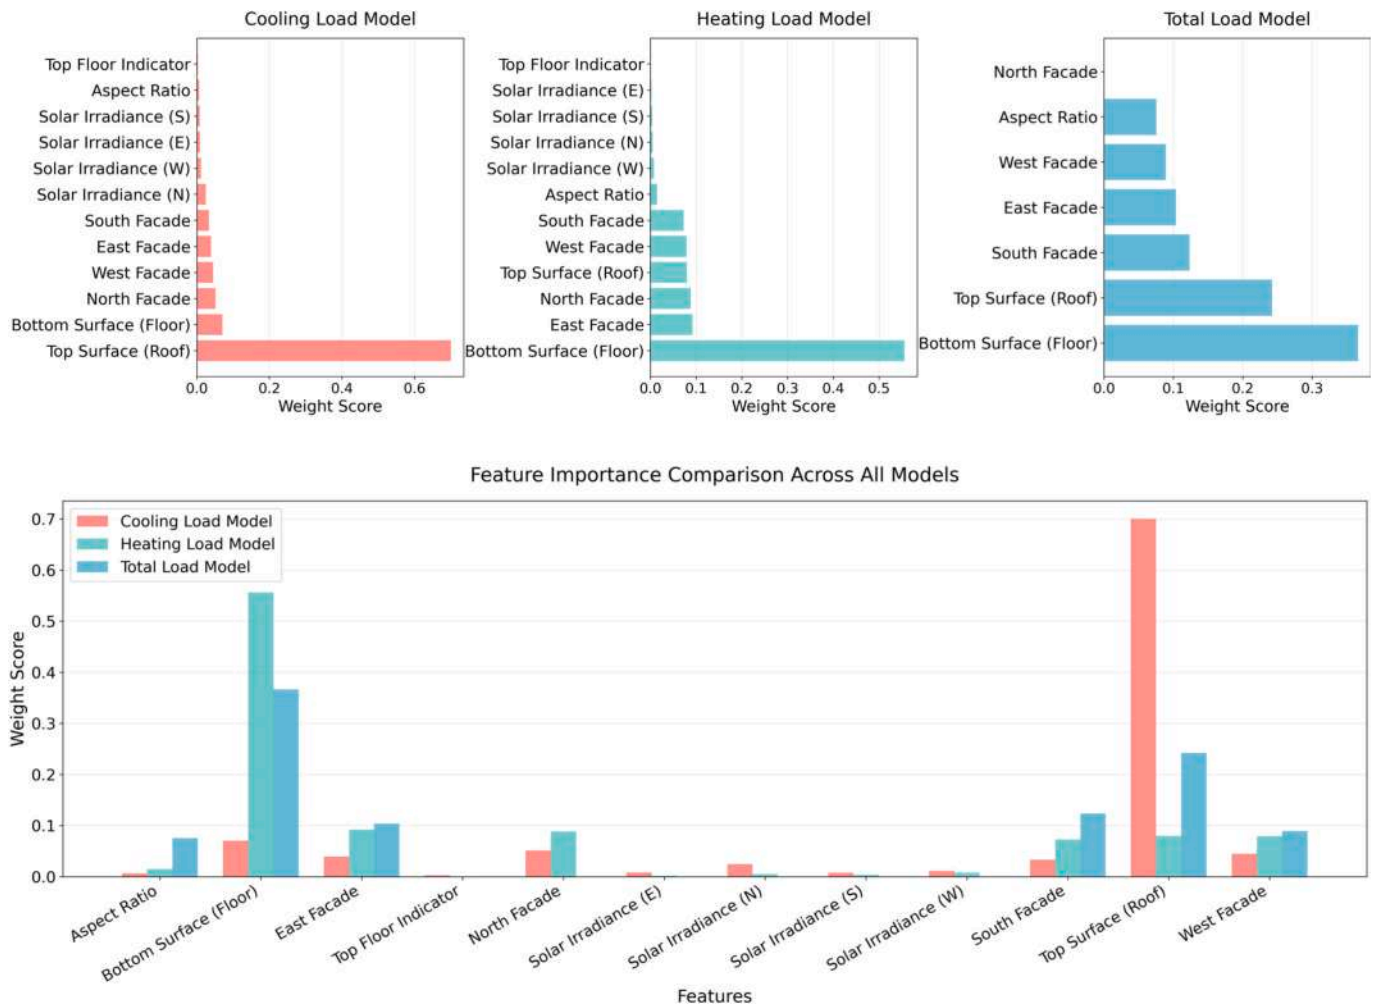 Cooling Load Model
Top Floor Indicator
Aspect Ratio
Solar Irradiance (S)
Solar Irradiance (E)
Solar Irradiance (W)
Solar Irradiance (N)
South Facade
East Facade
West Facade
North Facade
Bottom Surface (Floor)
Top Surface (Roof)
0.0 0.2 0.4 0.6
Weight Score
Heating Load Model
Top Floor Indicator
Solar Irradiance (E)
Solar Irradiance (S)
Solar Irradiance (N)
Solar Irradiance (W)
Aspect Ratio
South Facade
West Facade
Top Surface (Roof)
North Facade
East Facade
Bottom Surface (Floor)
0.0 0.1 0.2 0.3 0.4 0.5
Weight Score
Total Load Model
North Facade
Aspect Ratio
West Facade
East Facade
South Facade
Top Surface (Roof)
Bottom Surface (Floor)
0.0 0.1 0.2 0.3
Weight Score
Feature Importance Comparison Across All Models
Cooling Load Model
Heating Load Model
Total Load Model
Weight Score
0.7
0.6
0.5
0.4
0.3
0.2
0.1
0.0
Aspect Ratio
Bottom Surface (Floor)
East Facade
Top Floor Indicator
North Facade
Solar Irradiance (E)
Solar Irradiance (N)
Solar Irradiance (S)
Solar Irradiance (W)
South Facade
Top Surface (Roof)
West Facade
Features